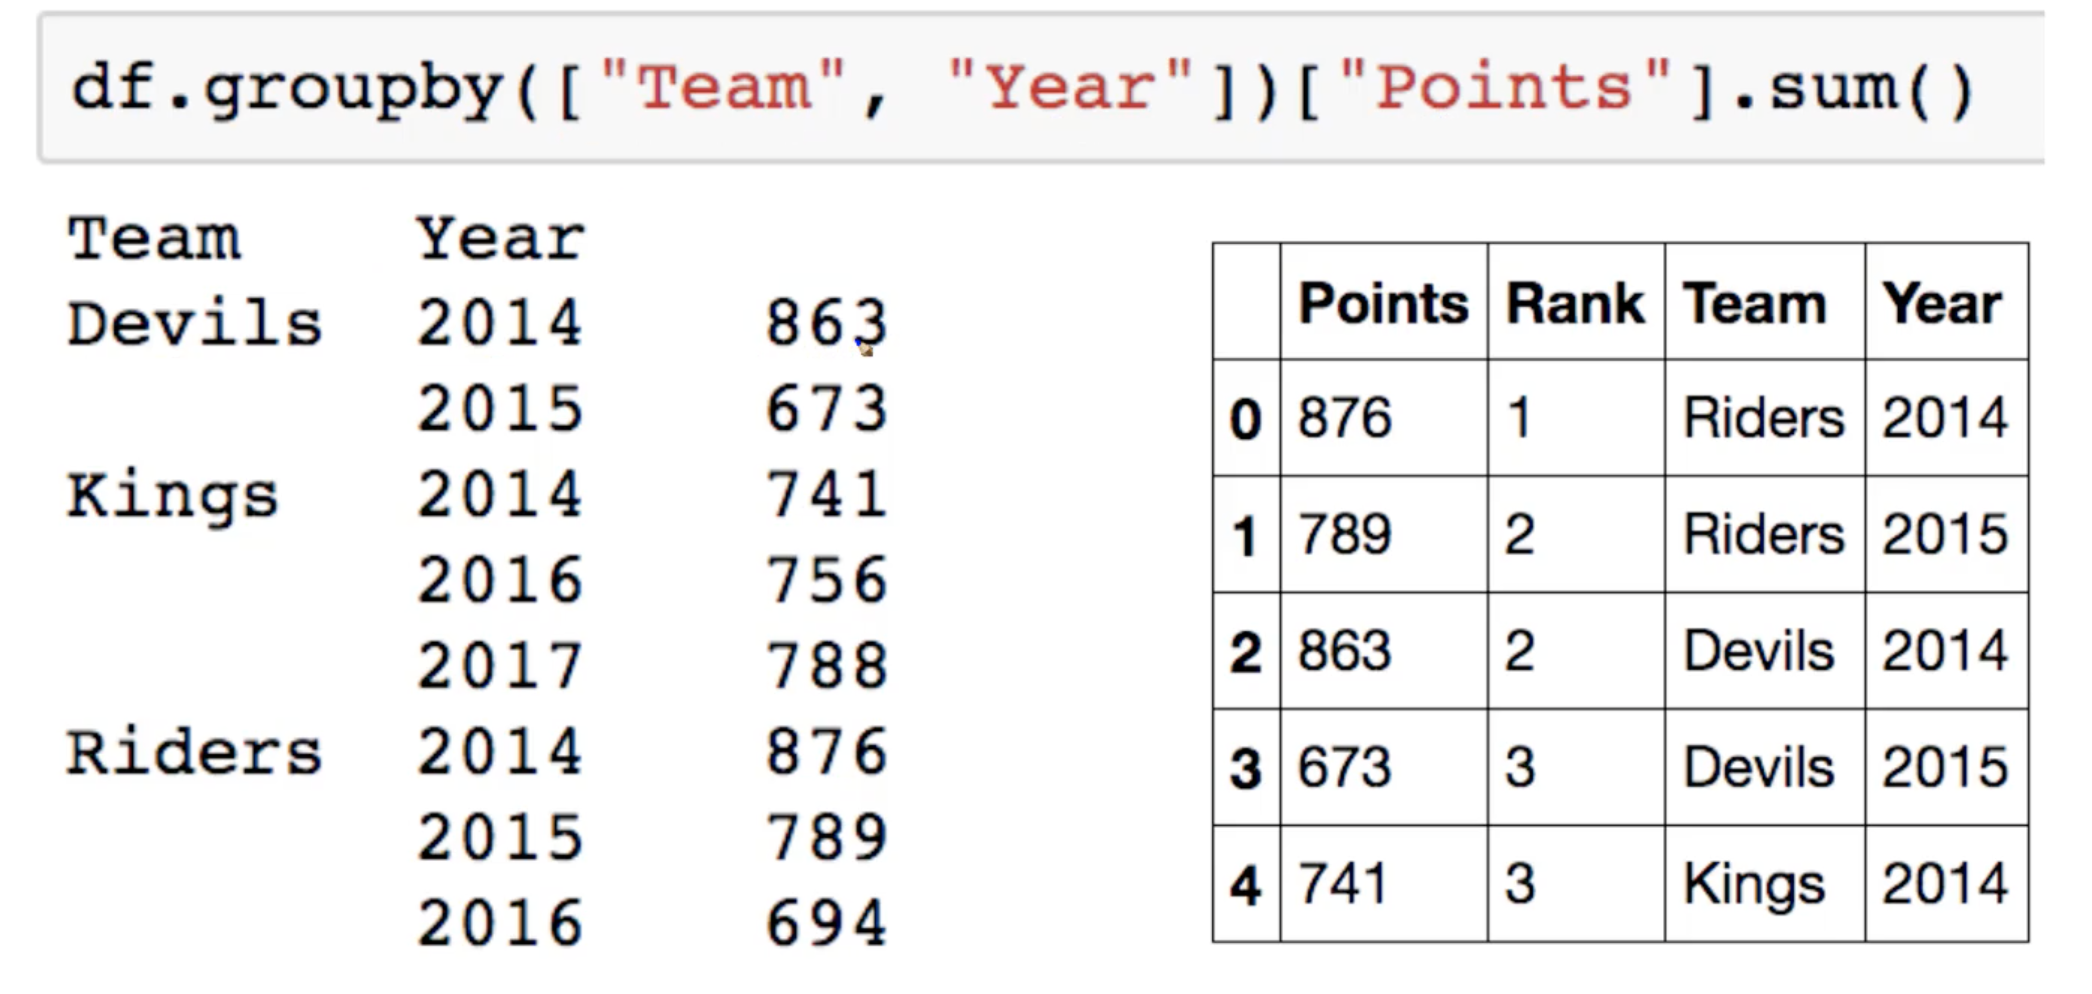 df.groupby(["Team", "Year"])["Points"].sum()
Team Year
Devils 2014 863
2015 673
Kings 2014 741
2016 756
2017 788
Riders 2014 876
2015 789
2016 694
Points Rank Team Year
0 876 1 Riders 2014
1 789 2 Riders 2015
2 863 2 Devils 2014
3 673 3 Devils 2015
4 741 3 Kings 2014